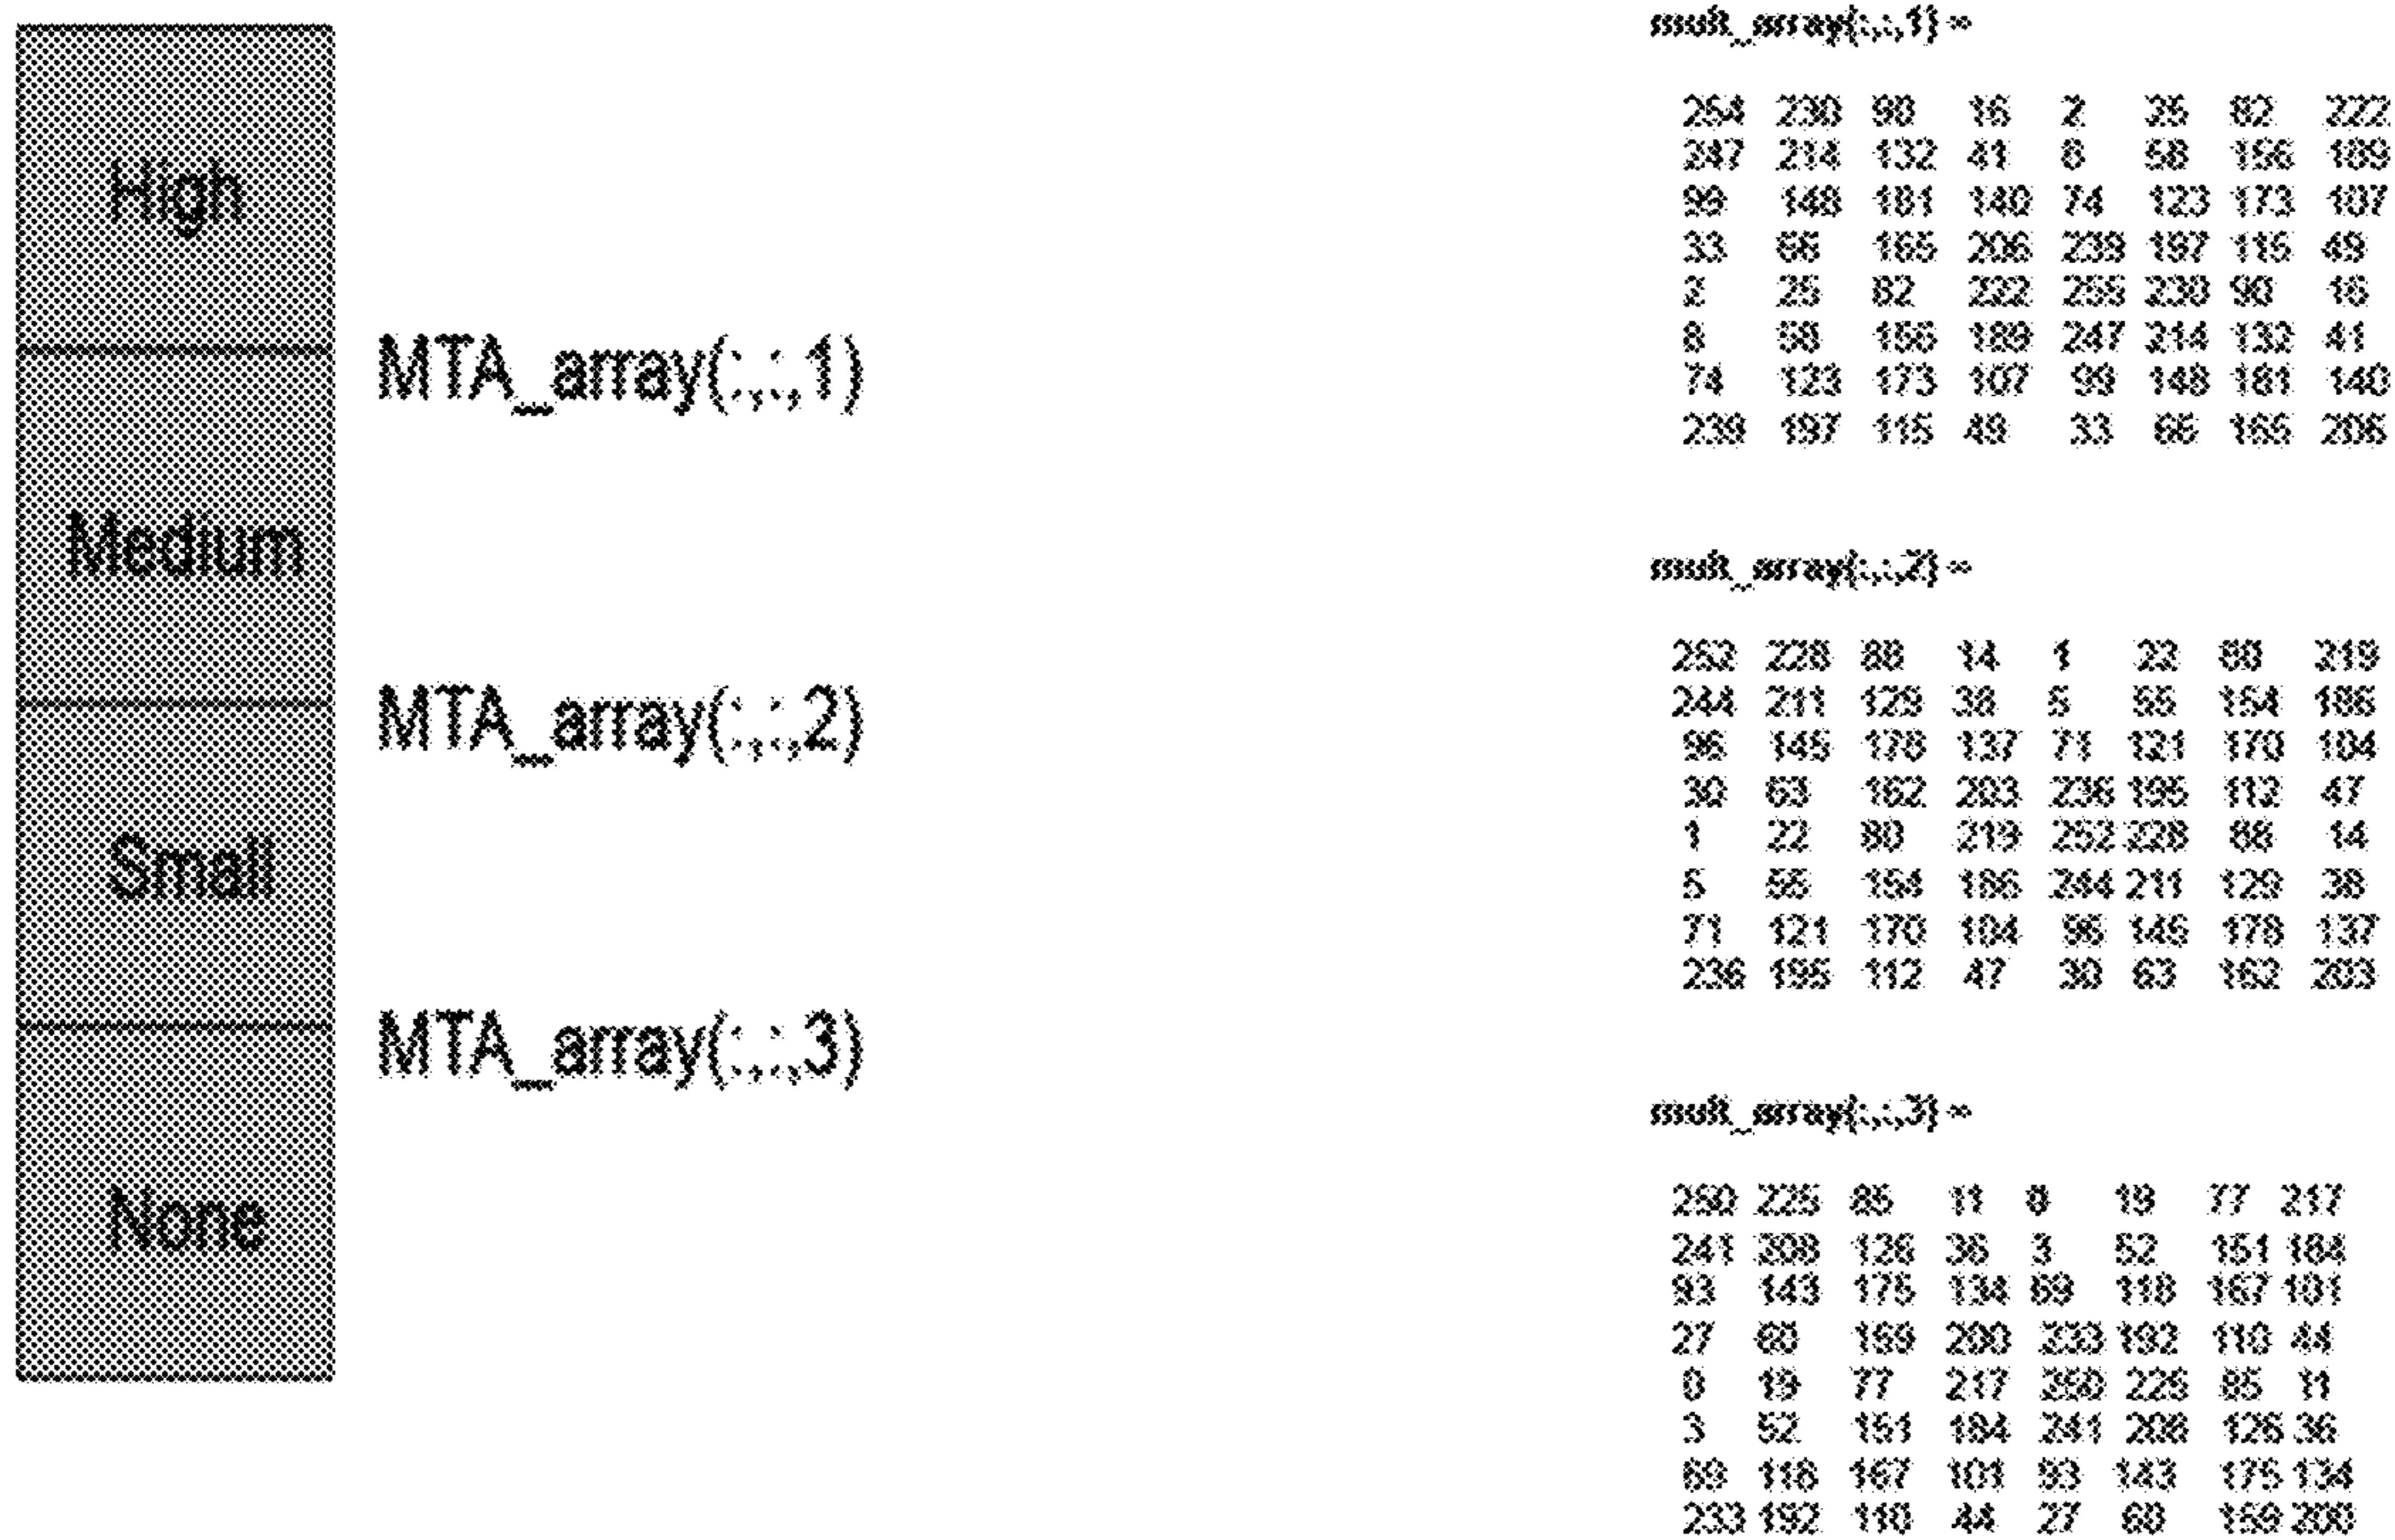 High
MTA_array(:,:,1)
Medium
MTA_array(:,:,2)
Small
MTA_array(:,:,3)
None
mult_array(:,:,1) =
254 230 90 16 2 25 82 222
247 214 132 41 8 58 156 189
99 148 181 140 74 123 173 107
33 66 165 206 239 197 115 49
2 25 82 222 255 230 90 16
8 58 156 189 247 214 132 41
74 123 173 107 99 148 181 140
239 197 115 49 33 66 165 206
mult_array(:,:,2) =
252 228 88 14 1 22 80 219
244 211 129 38 5 55 154 186
96 145 178 137 71 121 170 104
30 63 162 203 236 195 112 47
1 22 80 219 252 228 88 14
5 55 154 186 244 211 129 38
71 121 170 104 96 145 178 137
236 195 112 47 30 63 162 203
mult_array(:,:,3) =
250 225 85 11 0 19 77 217
241 208 126 36 3 52 151 184
93 143 175 134 69 118 167 101
27 60 159 200 233 192 110 44
0 19 77 217 250 225 85 11
3 52 151 184 241 208 126 36
69 118 167 101 93 143 175 134
233 192 110 44 27 60 159 200